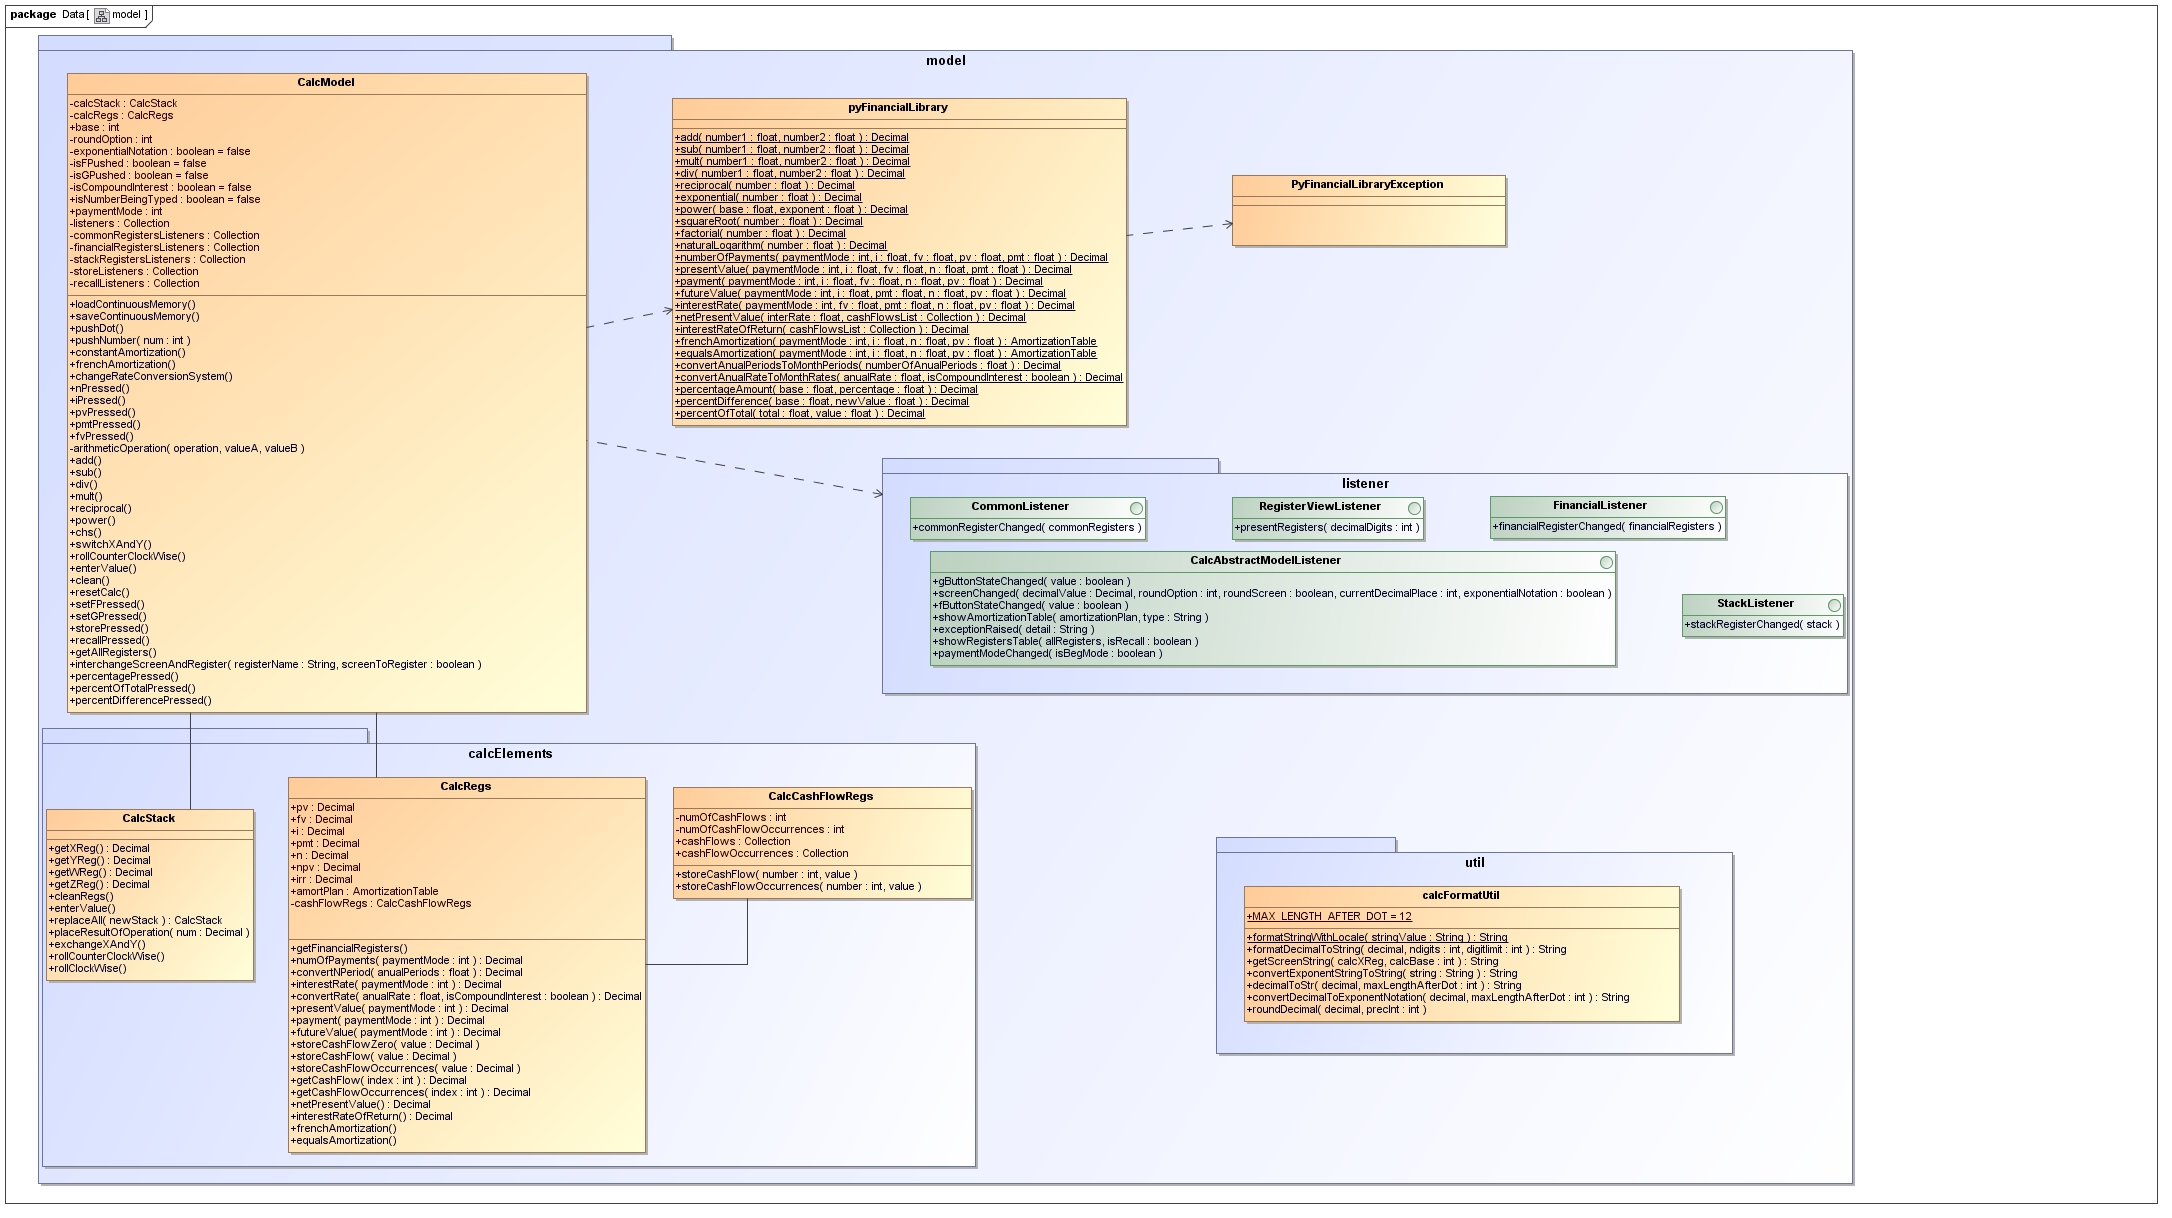 package Data [ model ]
model
CalcModel
-calcStack : CalcStack
-calcRegs : CalcRegs
+base : int
-roundOption : int
-exponentialNotation : boolean = false
-isFPushed : boolean = false
-isGPushed : boolean = false
-isCompoundInterest : boolean = false
+isNumberBeingTyped : boolean = false
+paymentMode : int
-listeners : Collection
-commonRegistersListeners : Collection
-financialRegistersListeners : Collection
-stackRegistersListeners : Collection
-storeListeners : Collection
-recallListeners : Collection
+loadContinuousMemory()
+saveContinuousMemory()
+pushDot()
+pushNumber( num : int )
+constantAmortization()
+frenchAmortization()
+changeRateConversionSystem()
+nPressed()
+iPressed()
+pvPressed()
+pmtPressed()
+fvPressed()
-arithmeticOperation( operation, valueA, valueB )
+add()
+sub()
+div()
+mult()
+reciprocal()
+power()
+chs()
+switchXAndY()
+rollCounterClockWise()
+enterValue()
+clean()
+resetCalc()
+setFPressed()
+setGPressed()
+storePressed()
+recallPressed()
+getAllRegisters()
+interchangeScreenAndRegister( registerName : String, screenToRegister : boolean )
+percentagePressed()
+percentOfTotalPressed()
+percentDifferencePressed()
pyFinancialLibrary
+add( number1 : float, number2 : float ) : Decimal
+sub( number1 : float, number2 : float ) : Decimal
+mult( number1 : float, number2 : float ) : Decimal
+div( number1 : float, number2 : float ) : Decimal
+reciprocal( number : float ) : Decimal
+exponential( number : float ) : Decimal
+power( base : float, exponent : float ) : Decimal
+squareRoot( number : float ) : Decimal
+factorial( number : float ) : Decimal
+naturalLogarithm( number : float ) : Decimal
+numberOfPayments( paymentMode : int, i : float, fv : float, pv : float, pmt : float ) : Decimal
+presentValue( paymentMode : int, i : float, fv : float, n : float, pmt : float ) : Decimal
+payment( paymentMode : int, i : float, fv : float, n : float, pv : float ) : Decimal
+futureValue( paymentMode : int, i : float, pmt : float, n : float, pv : float ) : Decimal
+interestRate( paymentMode : int, fv : float, pmt : float, n : float, pv : float ) : Decimal
+netPresentValue( interRate : float, cashFlowsList : Collection ) : Decimal
+interestRateOfReturn( cashFlowsList : Collection ) : Decimal
+frenchAmortization( paymentMode : int, i : float, n : float, pv : float ) : AmortizationTable
+equalsAmortization( paymentMode : int, i : float, n : float, pv : float ) : AmortizationTable
+convertAnualPeriodsToMonthPeriods( numberOfAnualPeriods : float ) : Decimal
+convertAnualRateToMonthRates( anualRate : float, isCompoundInterest : boolean ) : Decimal
+percentageAmount( base : float, percentage : float ) : Decimal
+percentDifference( base : float, newValue : float ) : Decimal
+percentOfTotal( total : float, value : float ) : Decimal
PyFinancialLibraryException
listener
CommonListener
+commonRegisterChanged( commonRegisters )
RegisterViewListener
+presentRegisters( decimalDigits : int )
FinancialListener
+financialRegisterChanged( financialRegisters )
CalcAbstractModelListener
+gButtonStateChanged( value : boolean )
+screenChanged( decimalValue : Decimal, roundOption : int, roundScreen : boolean, currentDecimalPlace : int, exponentialNotation : boolean )
+fButtonStateChanged( value : boolean )
+showAmortizationTable( amortizationPlan, type : String )
+exceptionRaised( detail : String )
+showRegistersTable( allRegisters, isRecall : boolean )
+paymentModeChanged( isBegMode : boolean )
StackListener
+stackRegisterChanged( stack )
calcElements
CalcStack
+getXReg() : Decimal
+getYReg() : Decimal
+getWReg() : Decimal
+getZReg() : Decimal
+cleanRegs()
+enterValue()
+replaceAll( newStack ) : CalcStack
+placeResultOfOperation( num : Decimal )
+exchangeXAndY()
+rollCounterClockWise()
+rollClockWise()
CalcRegs
+pv : Decimal
+fv : Decimal
+i : Decimal
+pmt : Decimal
+n : Decimal
+npv : Decimal
+irr : Decimal
+amortPlan : AmortizationTable
-cashFlowRegs : CalcCashFlowRegs
+getFinancialRegisters()
+numOfPayments( paymentMode : int ) : Decimal
+convertNPeriod( anualPeriods : float ) : Decimal
+interestRate( paymentMode : int ) : Decimal
+convertRate( anualRate : float, isCompoundInterest : boolean ) : Decimal
+presentValue( paymentMode : int ) : Decimal
+payment( paymentMode : int ) : Decimal
+futureValue( paymentMode : int ) : Decimal
+storeCashFlowZero( value : Decimal )
+storeCashFlow( value : Decimal )
+storeCashFlowOccurrences( value : Decimal )
+getCashFlow( index : int ) : Decimal
+getCashFlowOccurrences( index : int ) : Decimal
+netPresentValue() : Decimal
+interestRateOfReturn() : Decimal
+frenchAmortization()
+equalsAmortization()
CalcCashFlowRegs
-numOfCashFlows : int
-numOfCashFlowOccurrences : int
+cashFlows : Collection
+cashFlowOccurrences : Collection
+storeCashFlow( number : int, value )
+storeCashFlowOccurrences( number : int, value )
util
calcFormatUtil
+MAX_LENGTH_AFTER_DOT = 12
+formatStringWithLocale( stringValue : String ) : String
+formatDecimalToString( decimal, ndigits : int, digitlimit : int ) : String
+getScreenString( calcXReg, calcBase : int ) : String
+convertExponentStringToString( string : String ) : String
+decimalToStr( decimal, maxLengthAfterDot : int ) : String
+convertDecimalToExponentNotation( decimal, maxLengthAfterDot : int ) : String
+roundDecimal( decimal, precInt : int )